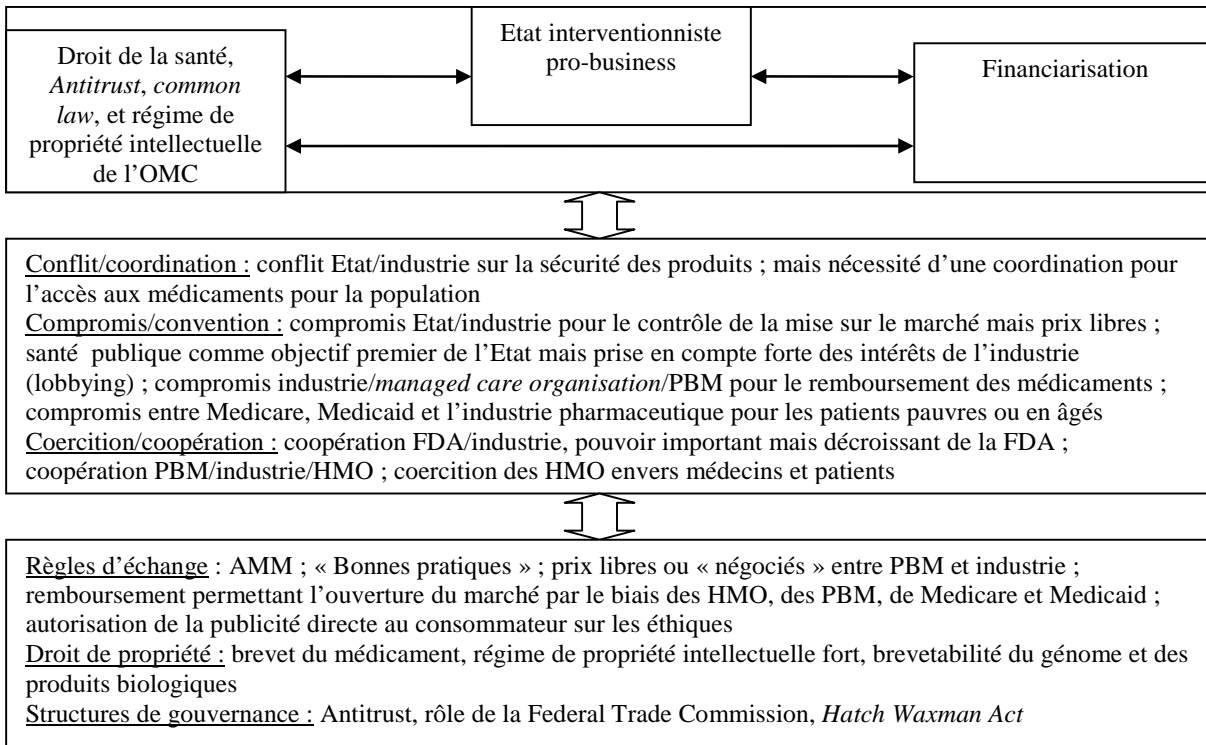 Droit de la santé,
Antitrust, common
law, et régime de
propriété intellectuelle
de l’OMC
Etat interventionniste
pro-business
Financiarisation
Conflit/coordination : conflit Etat/industrie sur la sécurité des produits ; mais nécessité d’une coordination pour
l’accès aux médicaments pour la population
Compromis/convention : compromis Etat/industrie pour le contrôle de la mise sur le marché mais prix libres ;
santé publique comme objectif premier de l’Etat mais prise en compte forte des intérêts de l’industrie
(lobbying) ; compromis industrie/managed care organisation/PBM pour le remboursement des médicaments ;
compromis entre Medicare, Medicaid et l’industrie pharmaceutique pour les patients pauvres ou en âgés
Coercition/coopération : coopération FDA/industrie, pouvoir important mais décroissant de la FDA ;
coopération PBM/industrie/HMO ; coercition des HMO envers médecins et patients
Règles d’échange : AMM ; « Bonnes pratiques » ; prix libres ou « négociés » entre PBM et industrie ;
remboursement permettant l’ouverture du marché par le biais des HMO, des PBM, de Medicare et Medicaid ;
autorisation de la publicité directe au consommateur sur les éthiques
Droit de propriété : brevet du médicament, régime de propriété intellectuelle fort, brevetabilité du génome et des
produits biologiques
Structures de gouvernance : Antitrust, rôle de la Federal Trade Commission, Hatch Waxman Act